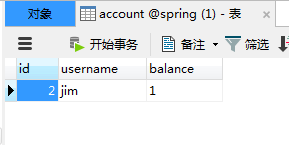 对象 account @spring (1) - 表
开始事务 备注 筛选
id username balance
2 jim 1